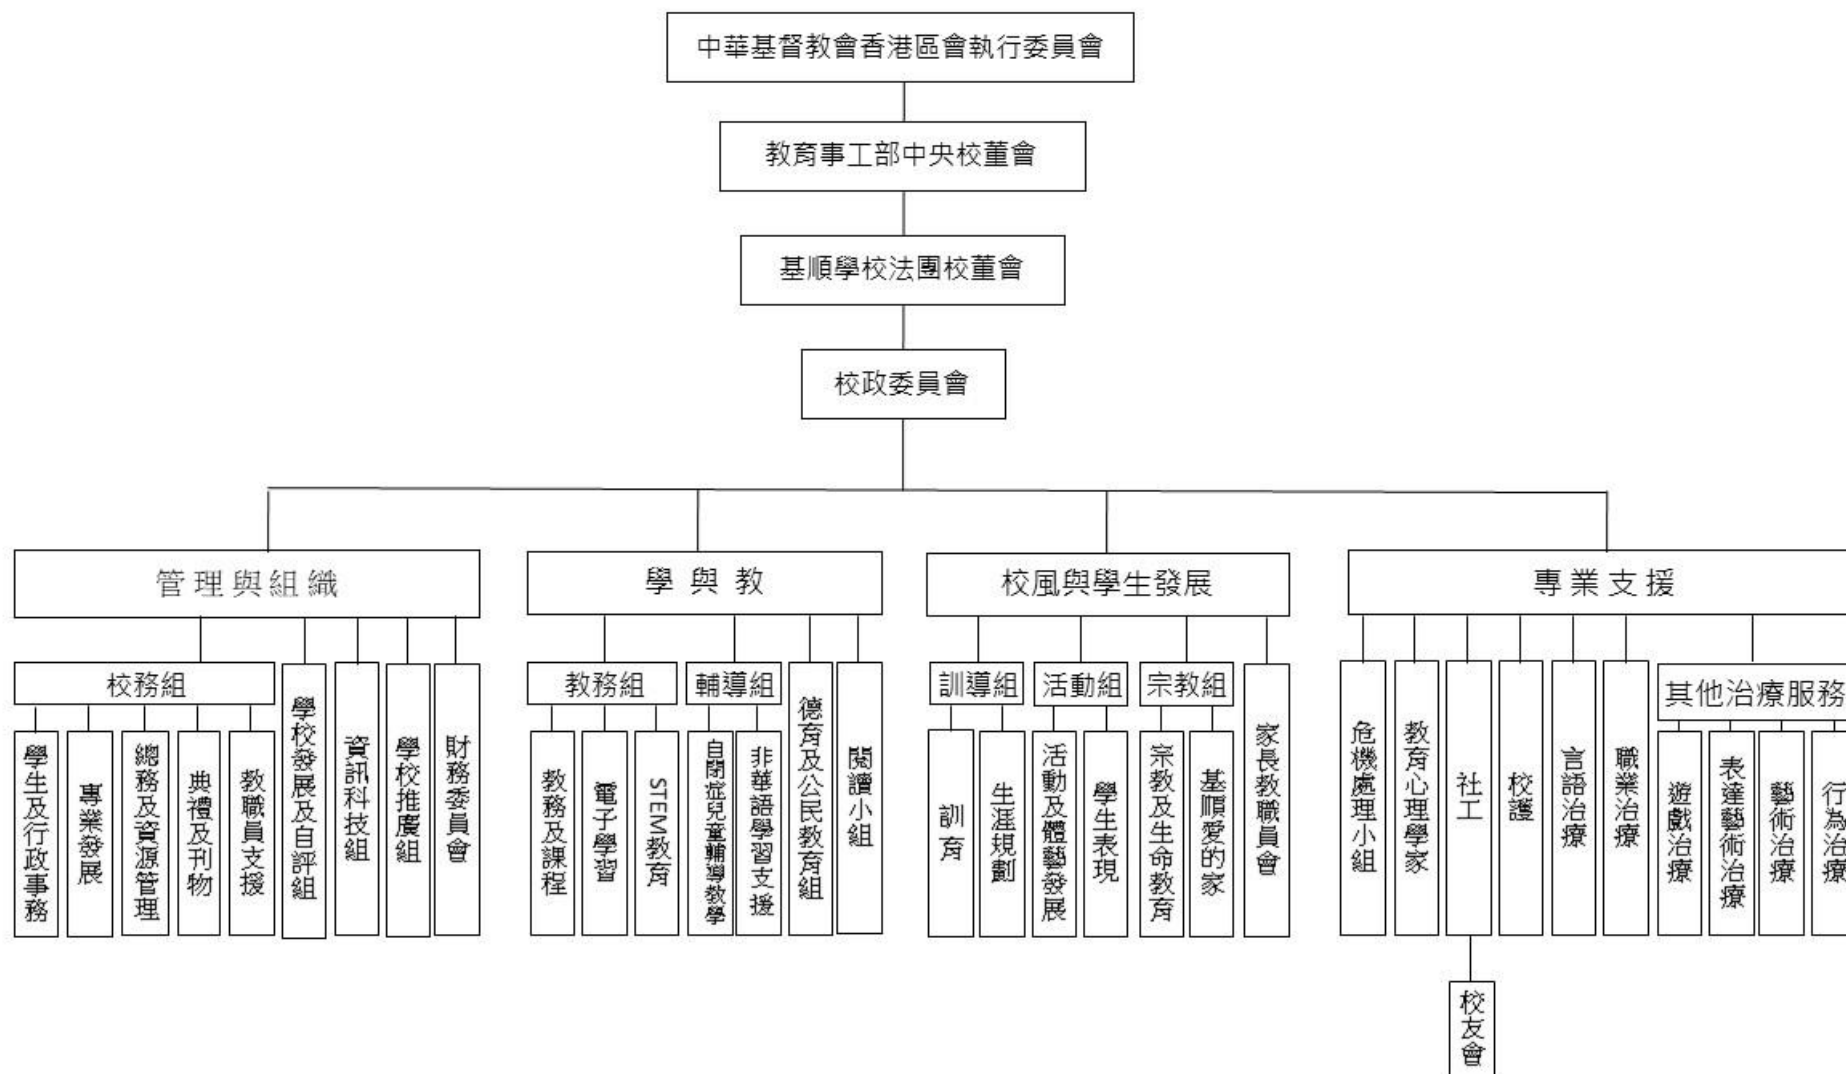 中華基督教會香港區會執行委員會
教育事工部中央校董會
基順學校法團校董會
校政委員會
管理與組織
學與教
校風與學生發展
專業支援
校務組
學校發展及自評組
資訊科技組
學校推廣組
財務委員會
教務組
輔導組
德育及公民教育組
閱讀小組
訓導組
活動組
宗教組
家長教職員會
危機處理小組
教育心理學家
社工
校護
言語治療
職業治療
其他治療服務
學生及行政事務
專業發展
總務及資源管理
典禮及刊物
教職員支援
教務及課程
電子學習
STEM教育
自閉症兒童輔導教學
非華語學習支援
訓育
生涯規劃
活動及體藝發展
學生表現
宗教及生命教育
基順愛的家
遊戲治療
表達藝術治療
藝術治療
行為治療
校友會